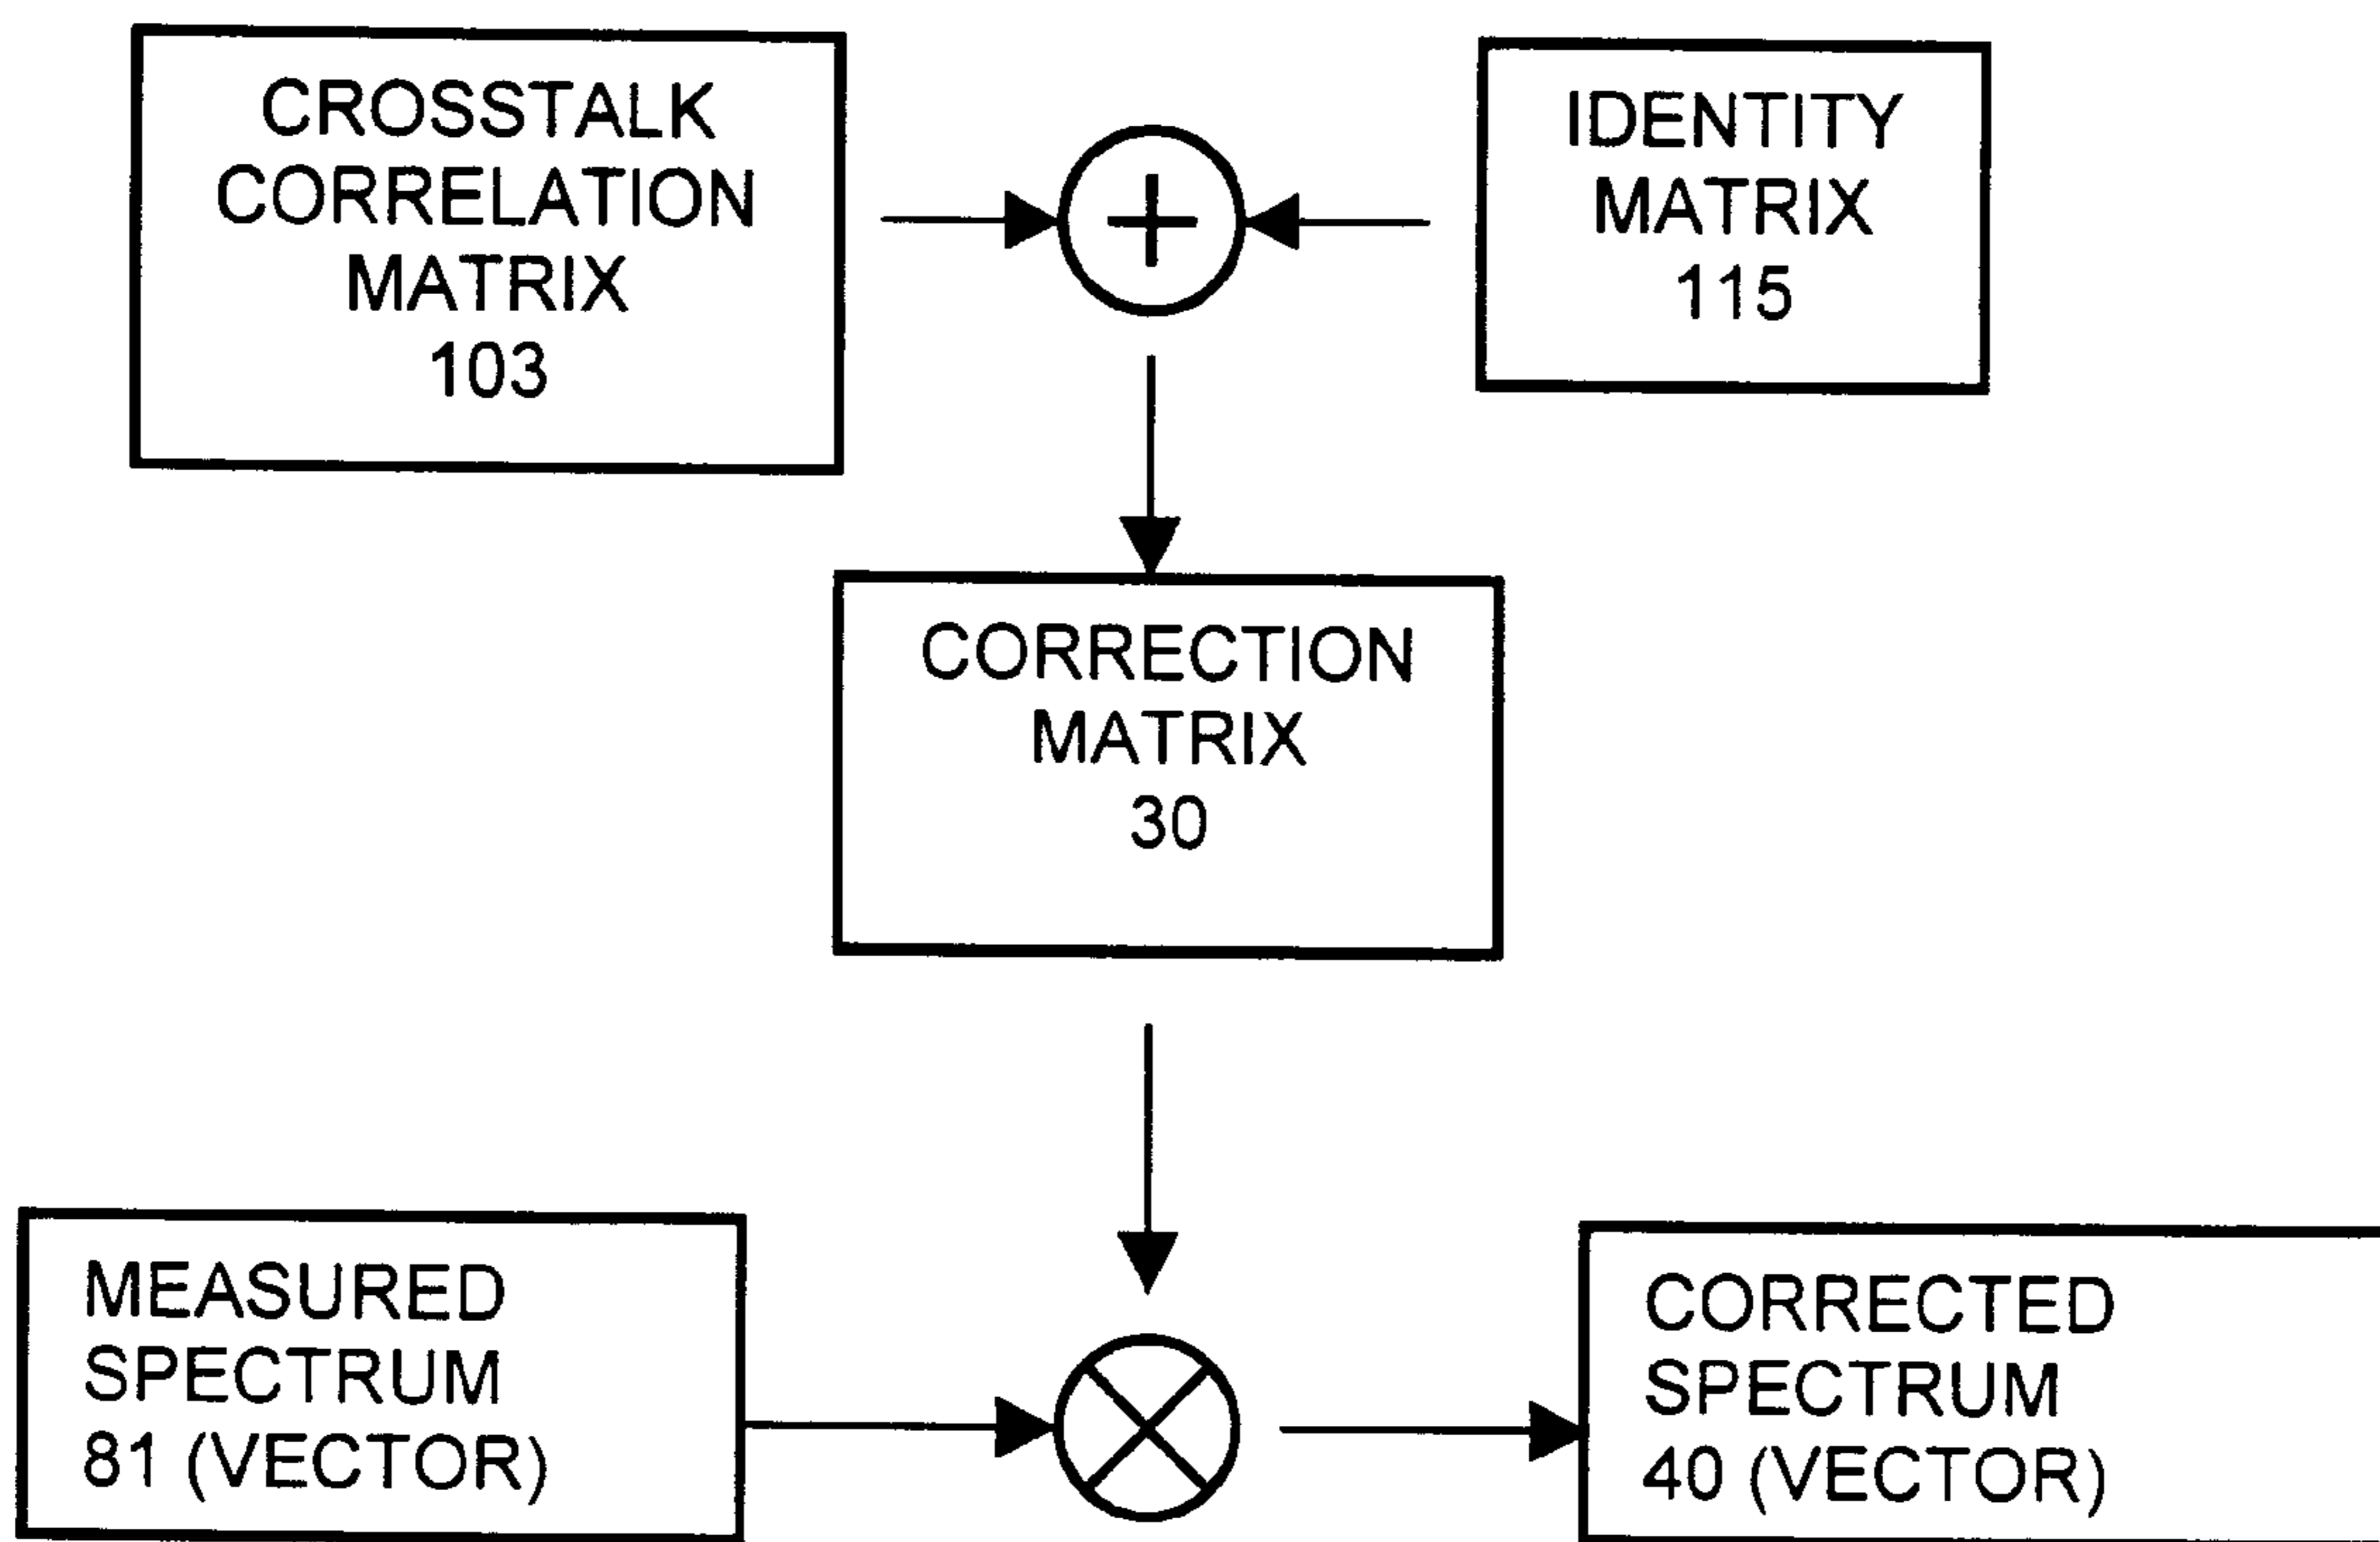 CROSSTALK
CORRELATION
MATRIX
103
IDENTITY
MATRIX
115
CORRECTION
MATRIX
30
MEASURED
SPECTRUM
81 (VECTOR)
CORRECTED
SPECTRUM
40 (VECTOR)